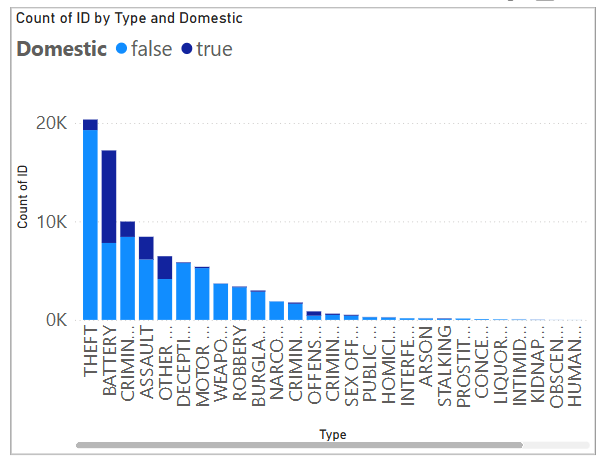 Count of ID by Type and Domestic
Domestic false true
20K
10K
0K
Count of ID
THEFT
BATTERY
CRIMIN...
ASSAULT
OTHER ...
DECEPTI...
MOTOR ...
WEAPO...
ROBBERY
BURGLA...
NARCO...
CRIMIN...
OFFENS...
CRIMIN...
SEX OFF...
PUBLIC ...
HOMICI...
INTERFE...
ARSON
STALKING
PROSTIT...
CONCE...
LIQUOR...
INTIMID...
KIDNAP...
OBSCEN...
HUMAN...
Type